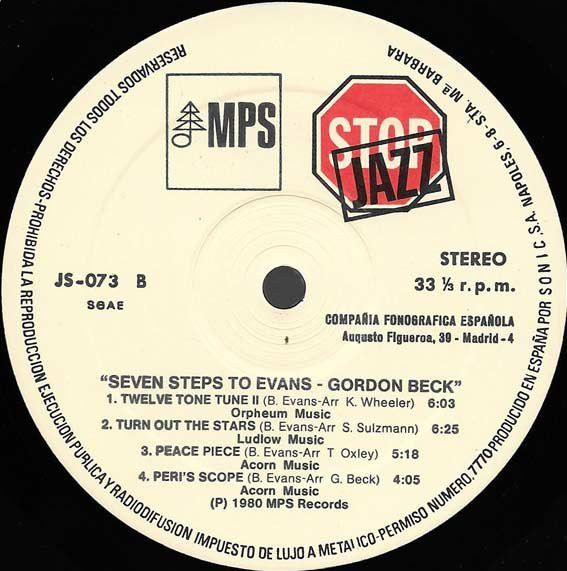 RESERVADOS TODOS LOS DERECHOS-PROHIBIDA LA REPRODUCCION EJECUCION PUBLICA Y RADIODIFUSION IMPUESTO DE LUJO A METALICO-PERMISO NUMERO.7770 PRODUCIDO EN ESPAÑA POR SONIC S.A. NAPOLES, 6-8-STA. Mª BARBARA
MPS
STOP
JAZZ
JS-073 B
SGAE
STEREO
33 ⅓ r.p.m.
COMPAÑIA FONOGRAFICA ESPAÑOLA
Augusto Figueroa, 39 - Madrid - 4
"SEVEN STEPS TO EVANS - GORDON BECK"
1. TWELVE TONE TUNE II (B. Evans-Arr K. Wheeler) 6:03
Orpheum Music
2. TURN OUT THE STARS (B. Evans-Arr S. Sulzmann) 6:25
Ludlow Music
3. PEACE PIECE (B. Evans-Arr T Oxley) 5:18
Acorn Music
4. PERI'S SCOPE (B. Evans-Arr G. Beck) 4:05
Acorn Music
(P) 1980 MPS Records